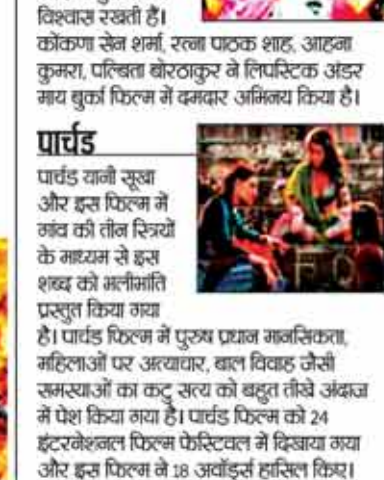 विश्वास रखती हैं।
कोंकणा सेन शर्मा, रत्ना पाठक शाह, आहना
कुमरा, पल्बिता बोरठाकुर ने लिपस्टिक अंडर
माय बुर्का फिल्म में दमदार अभिनय किया है।
पार्चड
पार्चड यानी सूखा
और इस फिल्म में
गांव की तीन स्त्रियों
के माध्यम से इस
शब्द को भलीभांति
प्रस्तुत किया गया
है। पार्चड फिल्म में पुरुष प्रधान मानसिकता,
महिलाओं पर अत्याचार, बाल विवाह जैसी
समस्याओं का कटु सत्य को बहुत तीखे अंदाज
में पेश किया गया है। पार्चड फिल्म को 24
इंटरनेशनल फिल्म फेस्टिवल में दिखाया गया
और इस फिल्म ने 18 अवॉर्ड्स हासिल किए।